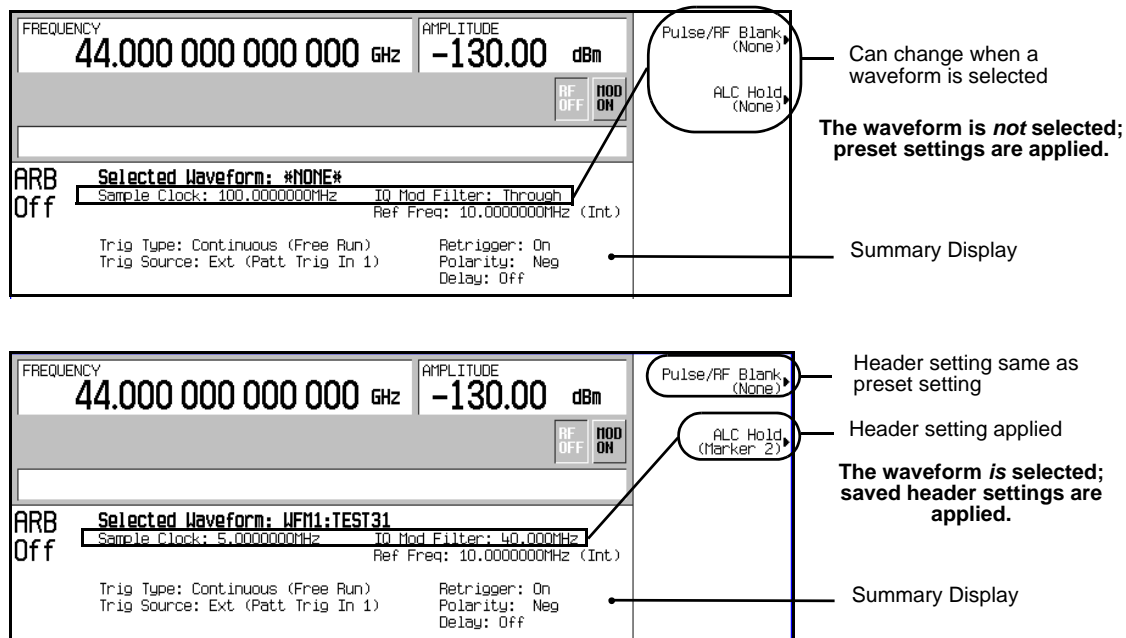 FREQUENCY
44.000 000 000 000 GHz
AMPLITUDE
-130.00 dBm
RF OFF
MOD ON
Pulse/RF Blank
(None)
ALC Hold
(None)
Can change when a
waveform is selected
The waveform is not selected;
preset settings are applied.
ARB
Off
Selected Waveform: *NONE*
Sample Clock: 100.0000000MHz IQ Mod Filter: Through
Ref Freq: 10.0000000MHz (Int)
Trig Type: Continuous (Free Run) Retrigger: On
Trig Source: Ext (Patt Trig In 1) Polarity: Neg
Delay: Off
Summary Display
FREQUENCY
44.000 000 000 000 GHz
AMPLITUDE
-130.00 dBm
RF OFF
MOD ON
Pulse/RF Blank
(None)
ALC Hold
(Marker 2)
Header setting same as
preset setting
Header setting applied
The waveform is selected;
saved header settings are
applied.
ARB
Off
Selected Waveform: WFM1:TEST31
Sample Clock: 5.0000000MHz IQ Mod Filter: 40.000MHz
Ref Freq: 10.0000000MHz (Int)
Trig Type: Continuous (Free Run) Retrigger: On
Trig Source: Ext (Patt Trig In 1) Polarity: Neg
Delay: Off
Summary Display